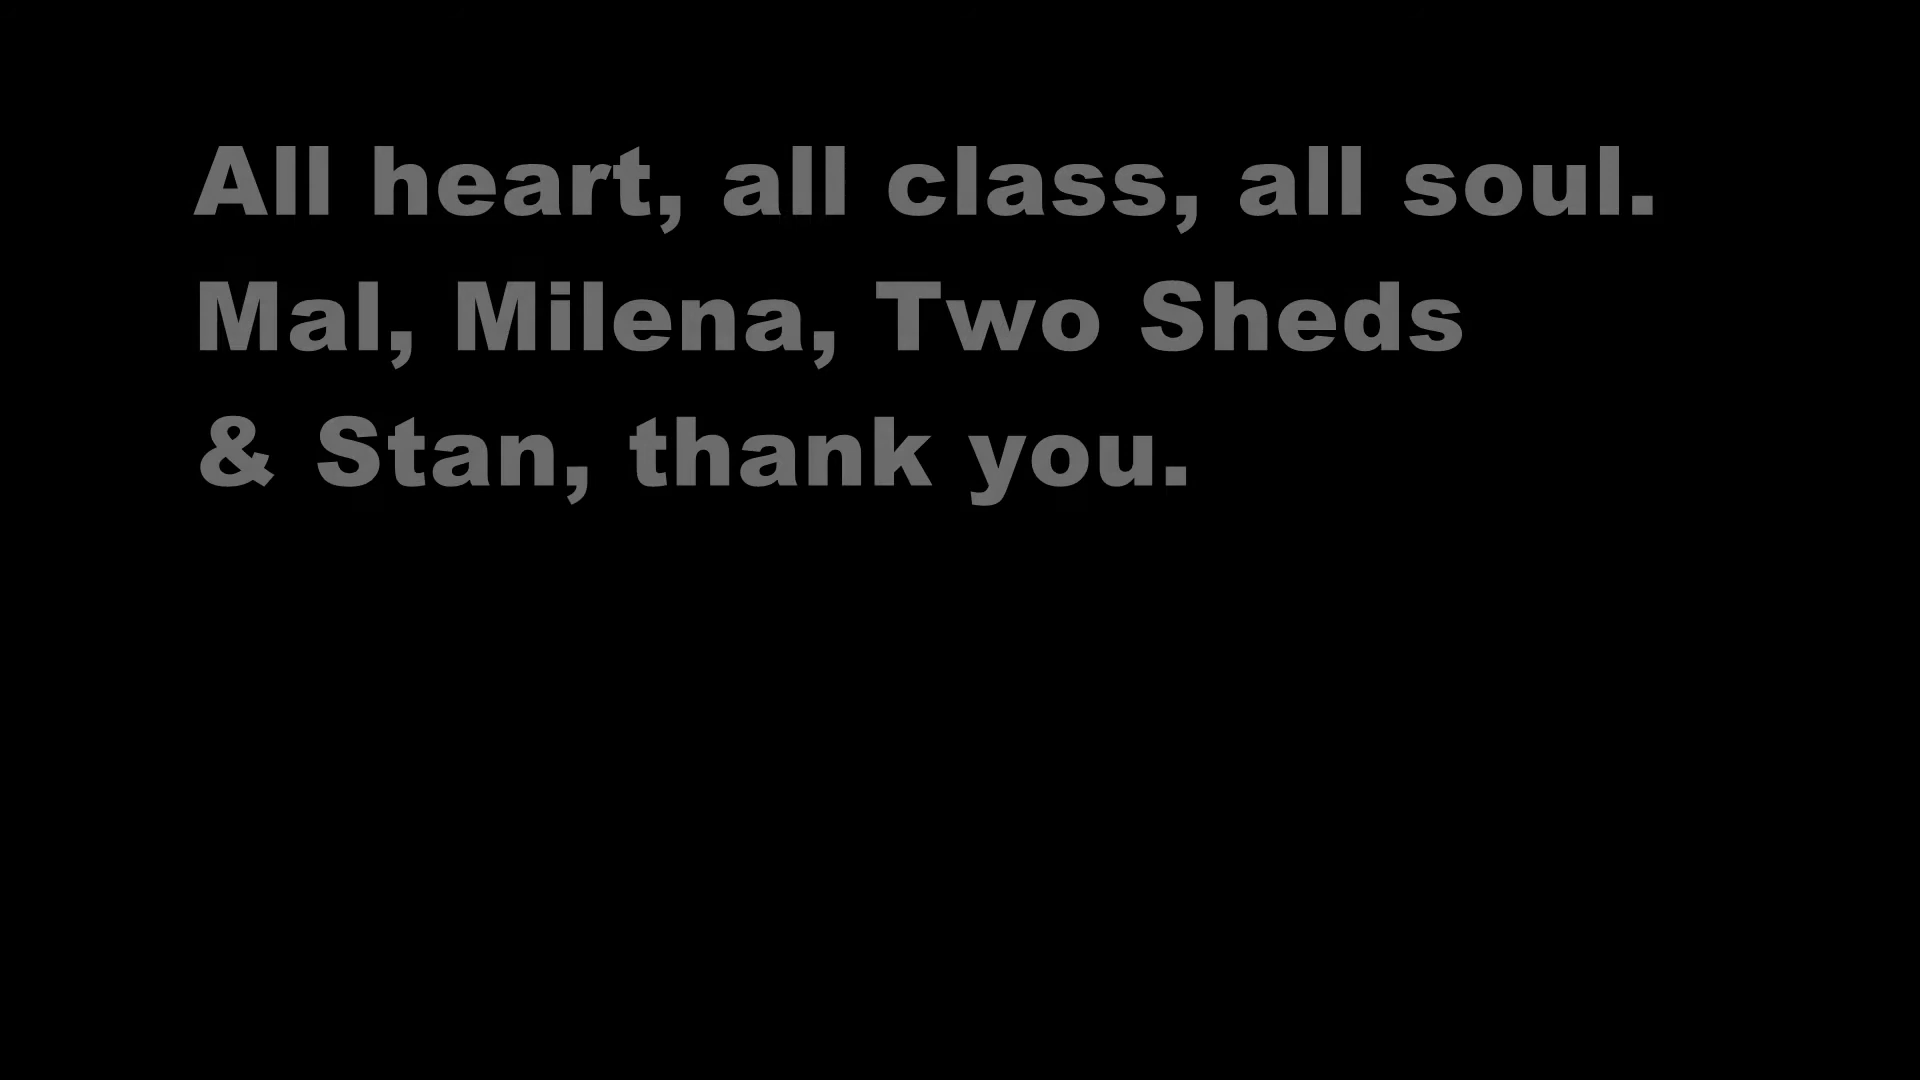 All heart, all class, all soul.
Mal, Milena, Two Sheds
& Stan, thank you.